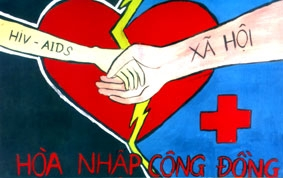 HIV - AIDS
XÃ HỘI
HÒA NHẬP CỘNG ĐỒNG